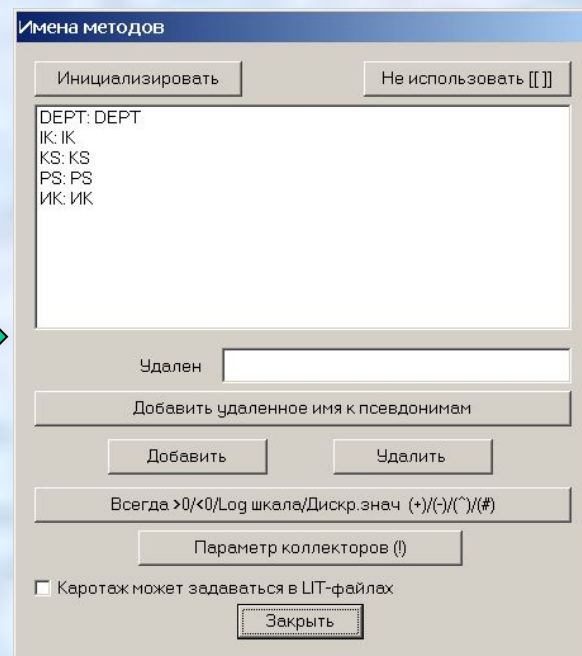 Имена методов
Инициализировать Не использовать [[ ]]
DEPT: DEPT
IK: IK
KS: KS
PS: PS
ИК: ИК
Удален
Добавить удаленное имя к псевдонимам
Добавить Удалить
Всегда >0/<0/Log шкала/Дискр.знач (+)/(-)/(^)/(#)
Параметр коллекторов (!)
Каротаж может задаваться в LIT-файлах
Закрыть